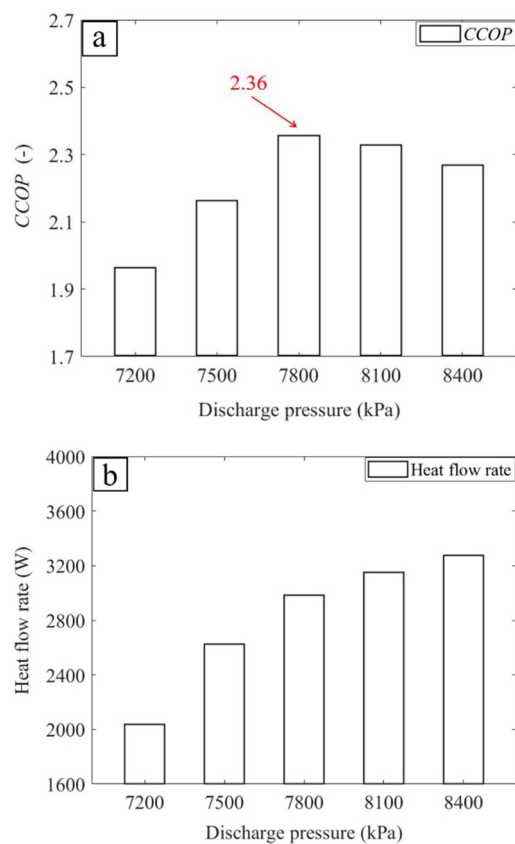 a
CCOP
2.7
2.5
2.3
2.1
1.9
1.7
CCOP (-)
2.36
7200 7500 7800 8100 8400
Discharge pressure (kPa)
b
Heat flow rate
4000
3600
3200
2800
2400
2000
1600
Heat flow rate (W)
7200 7500 7800 8100 8400
Discharge pressure (kPa)